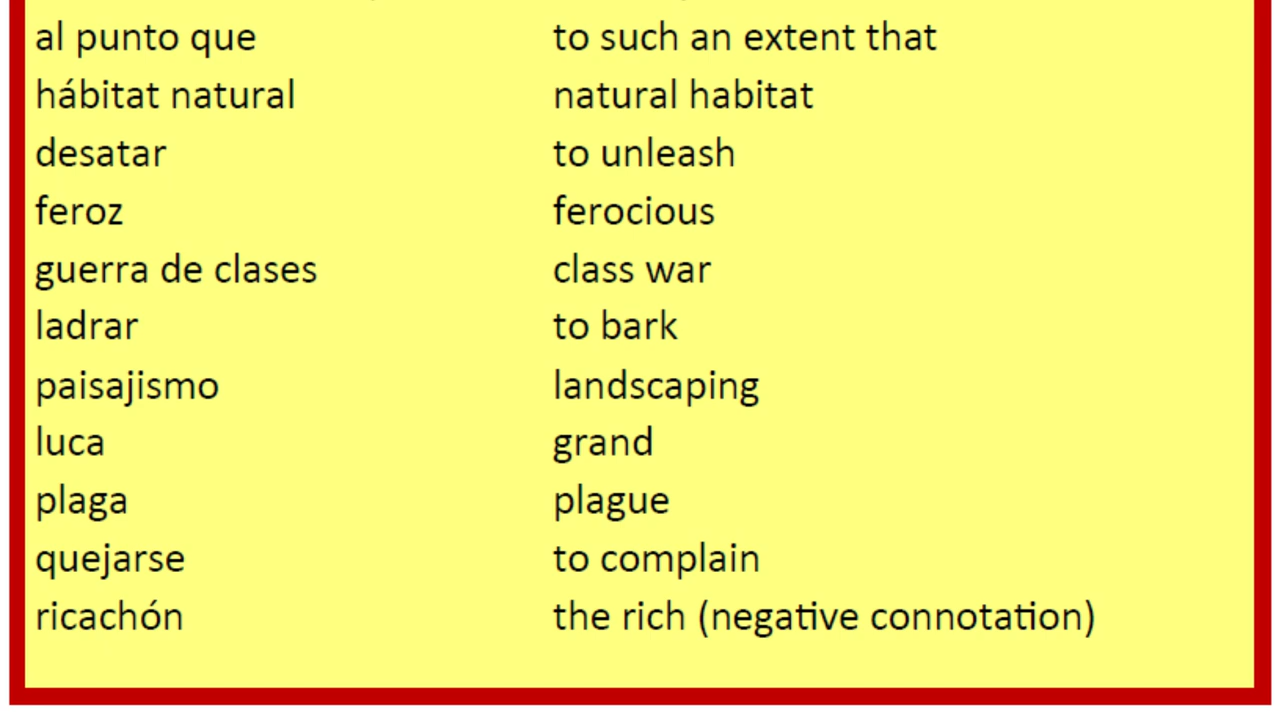 al punto que to such an extent that
hábitat natural natural habitat
desatar to unleash
feroz ferocious
guerra de clases class war
ladrar to bark
paisajismo landscaping
luca grand
plaga plague
quejarse to complain
ricachón the rich (negative connotation)